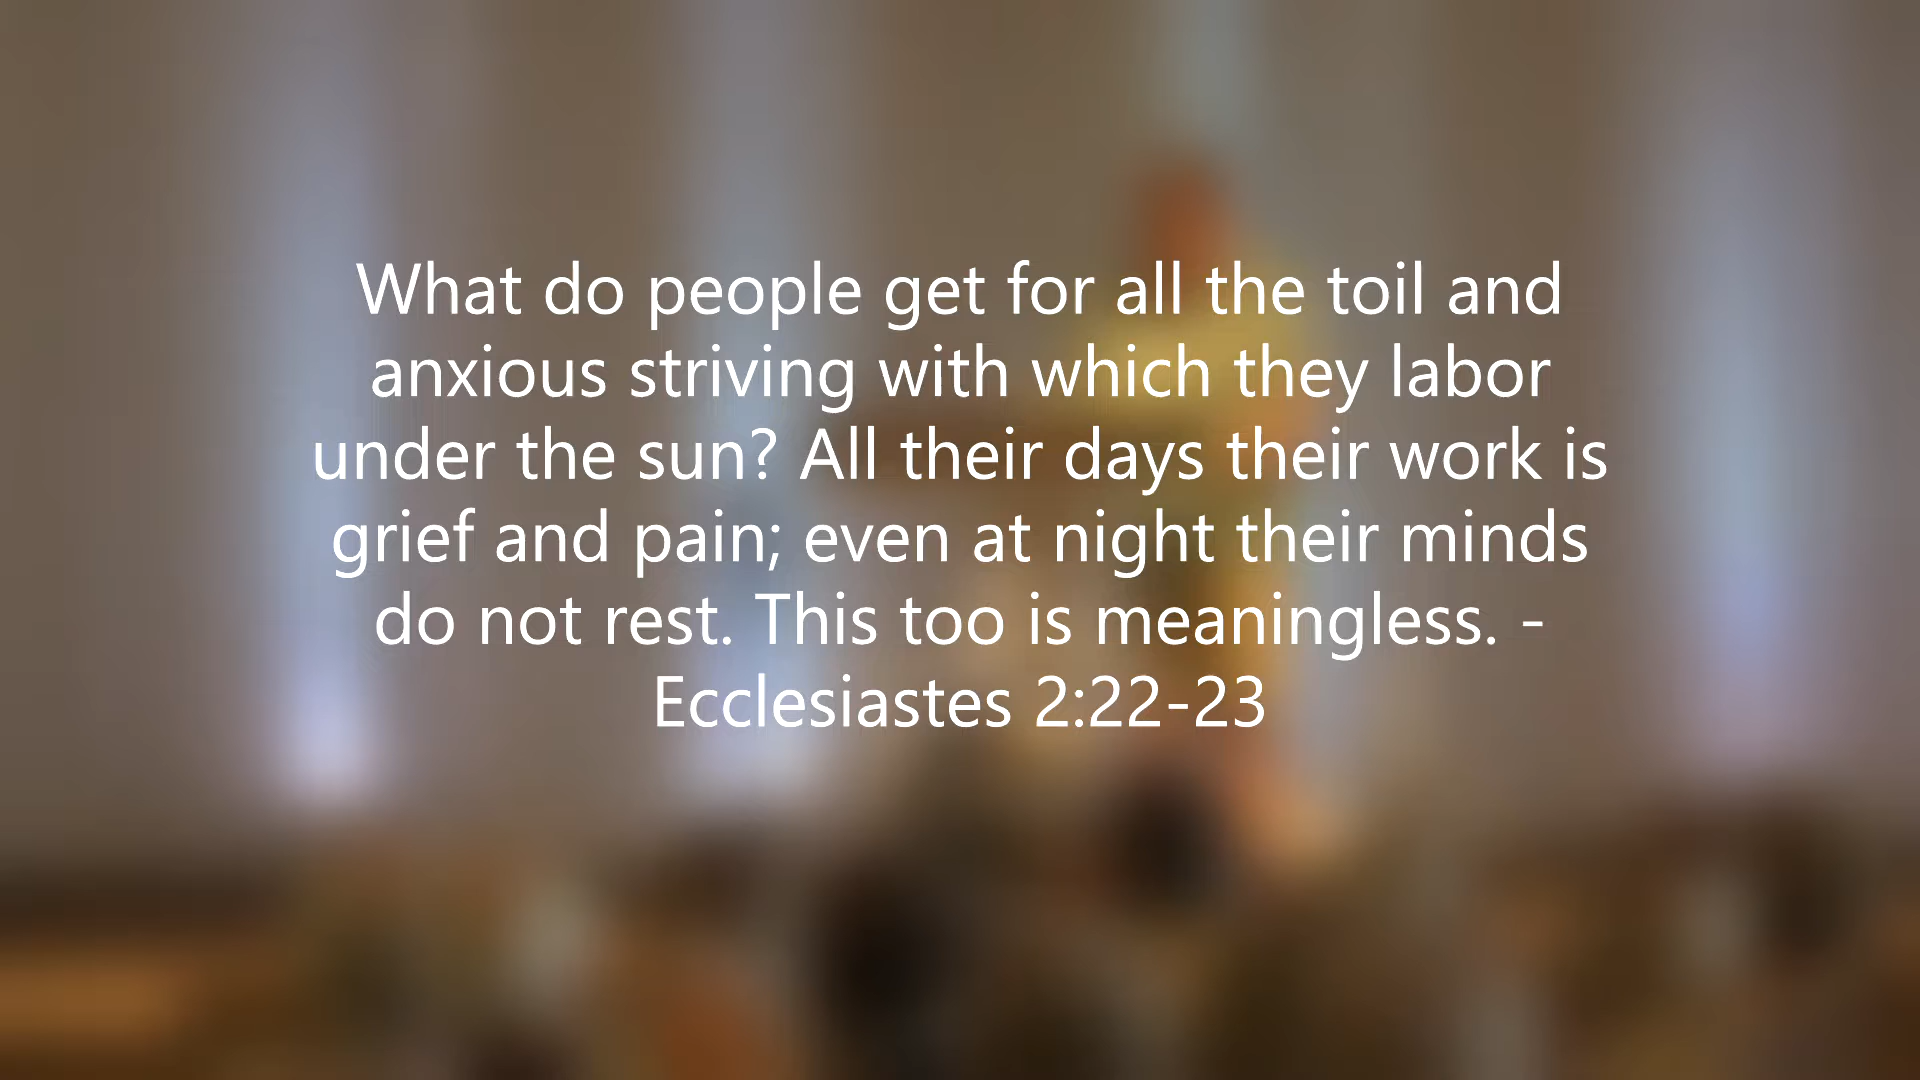 What do people get for all the toil and
anxious striving with which they labor
under the sun? All their days their work is
grief and pain; even at night their minds
do not rest. This too is meaningless. -
Ecclesiastes 2:22-23